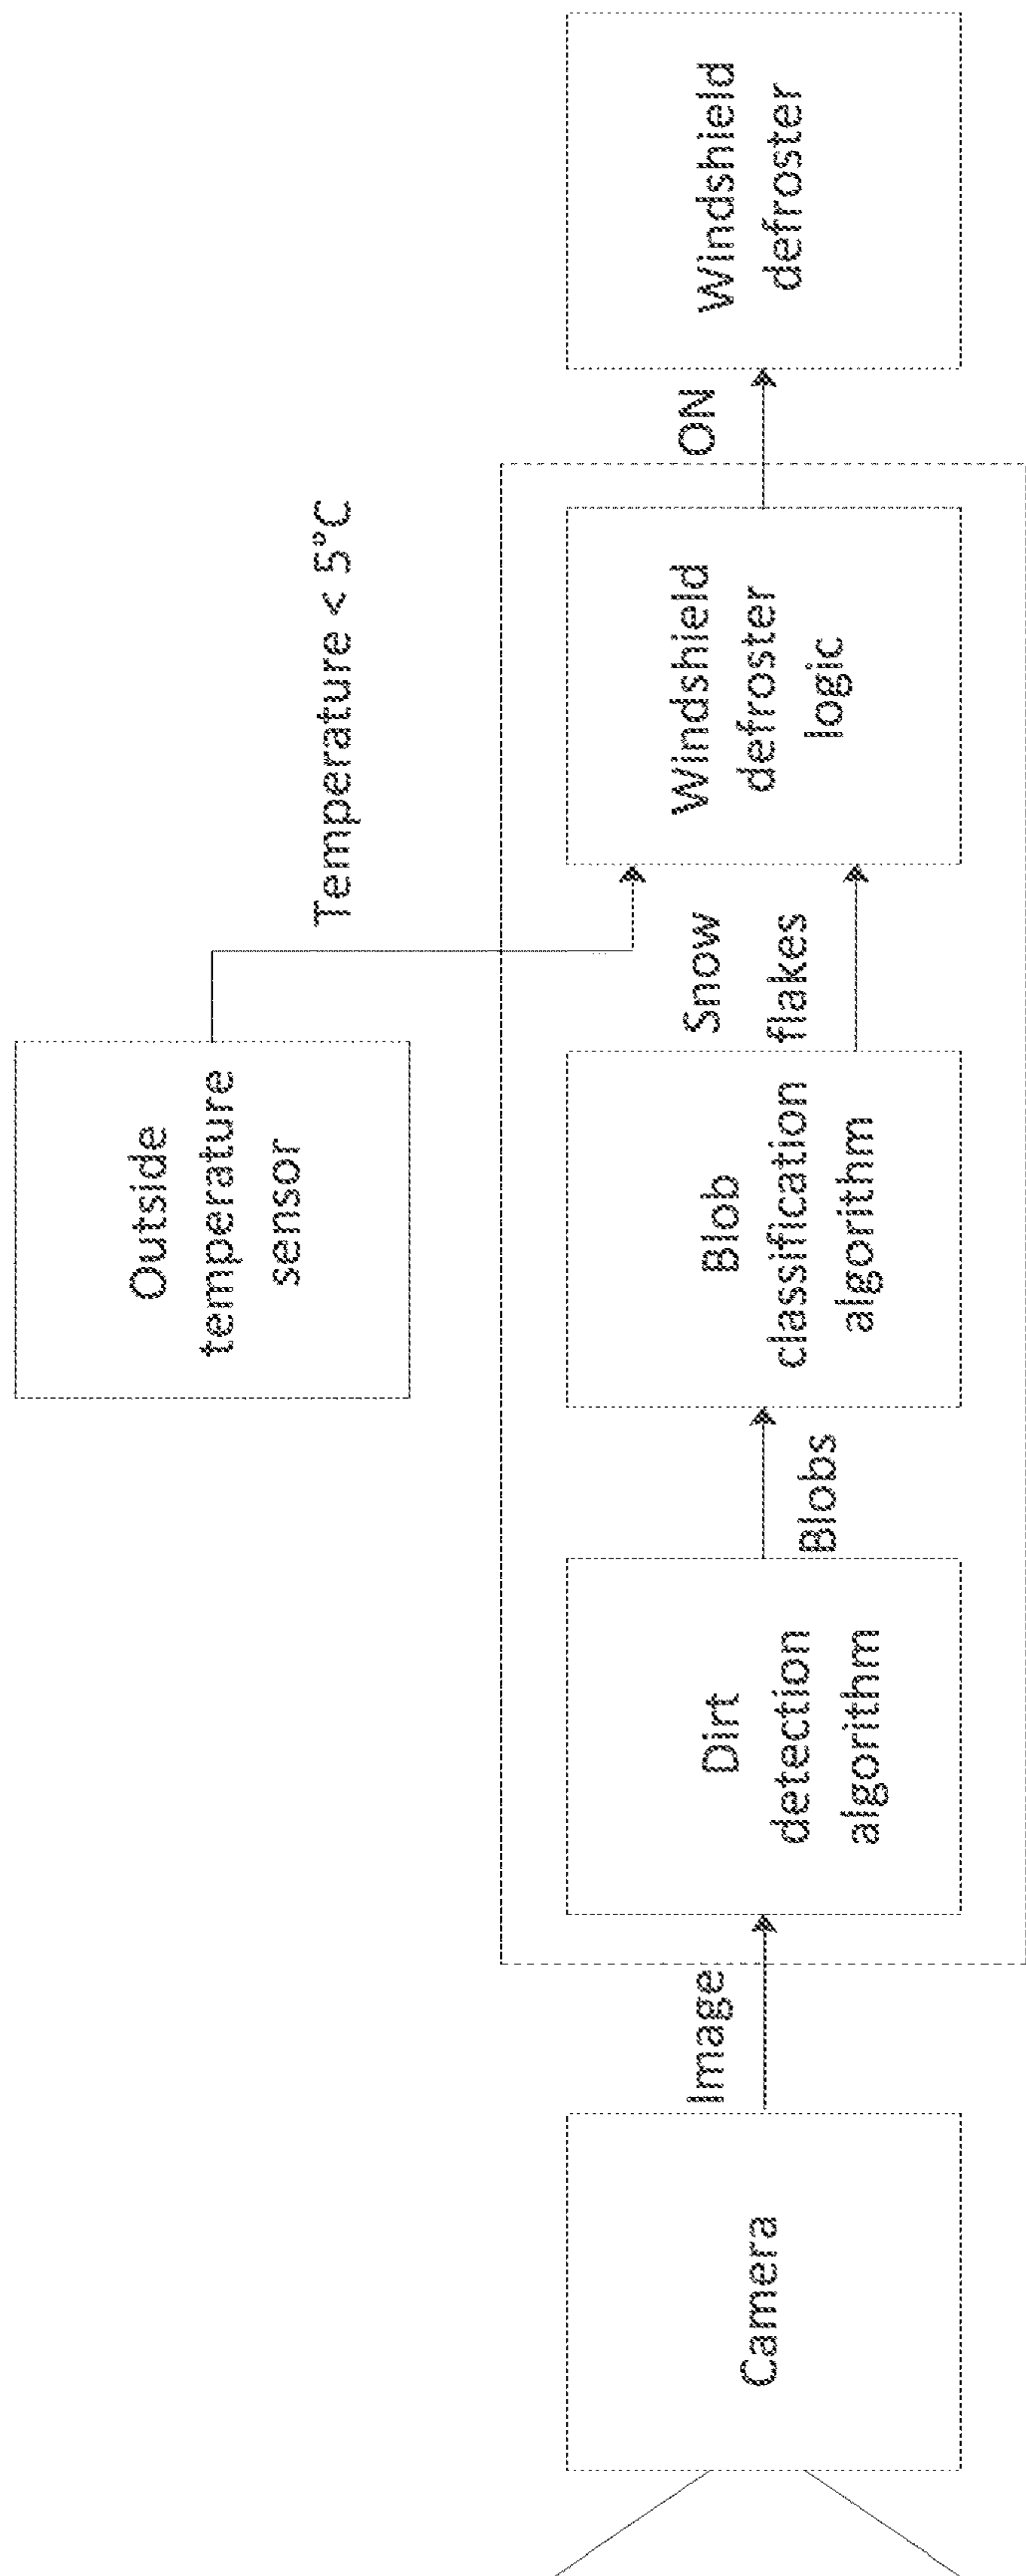 Outside
temperature
sensor
Temperature < 5°C
Camera
Image
Dirt
detection
algorithm
Blobs
Blob
classification
algorithm
Snow
flakes
Windshield
defroster
logic
ON
Windshield
defroster